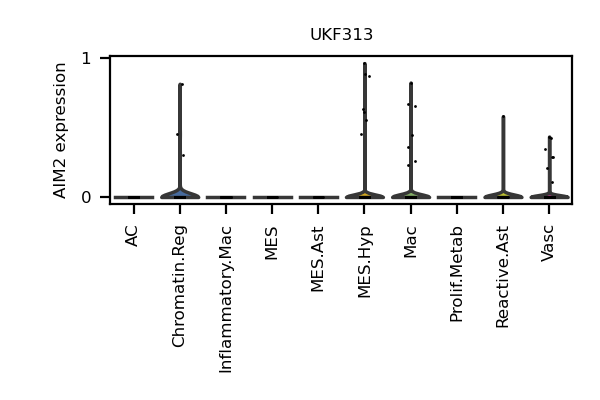 UKF313
AIM2 expression
1
0
AC
Chromatin.Reg
Inflammatory.Mac
MES
MES.Ast
MES.Hyp
Mac
Prolif.Metab
Reactive.Ast
Vasc